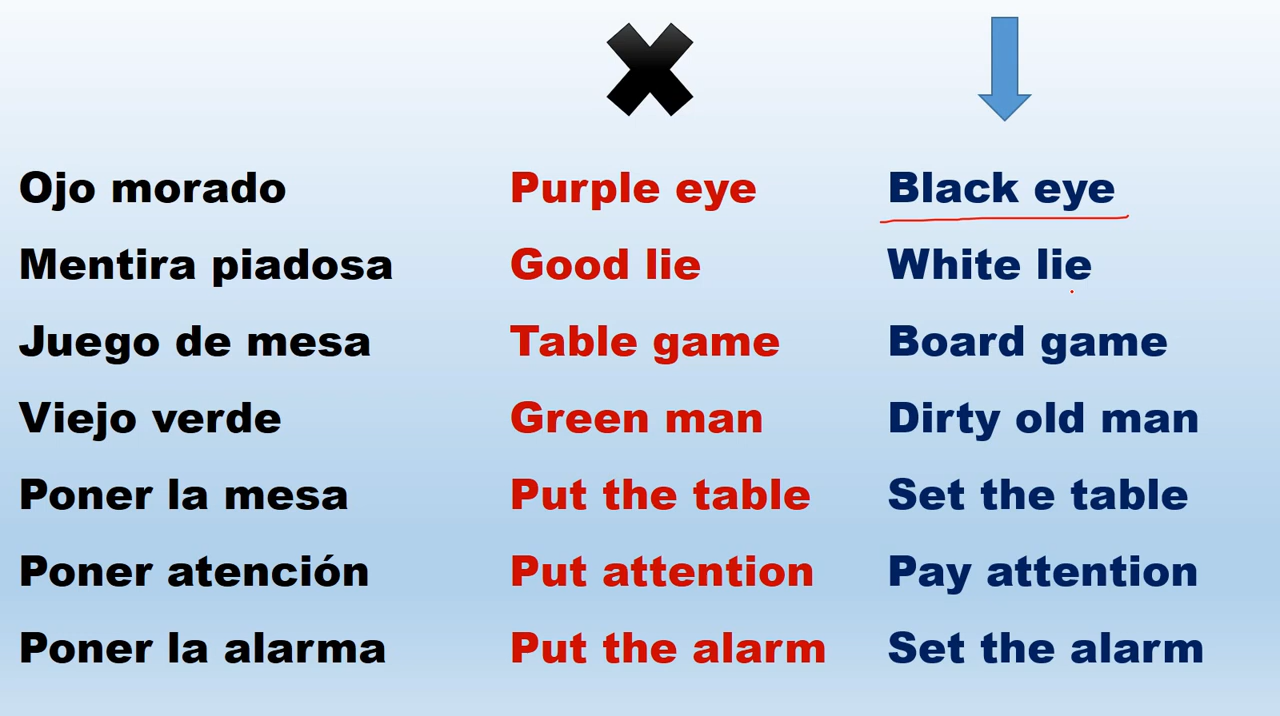 Ojo morado Purple eye Black eye
Mentira piadosa Good lie White lie
Juego de mesa Table game Board game
Viejo verde Green man Dirty old man
Poner la mesa Put the table Set the table
Poner atención Put attention Pay attention
Poner la alarma Put the alarm Set the alarm